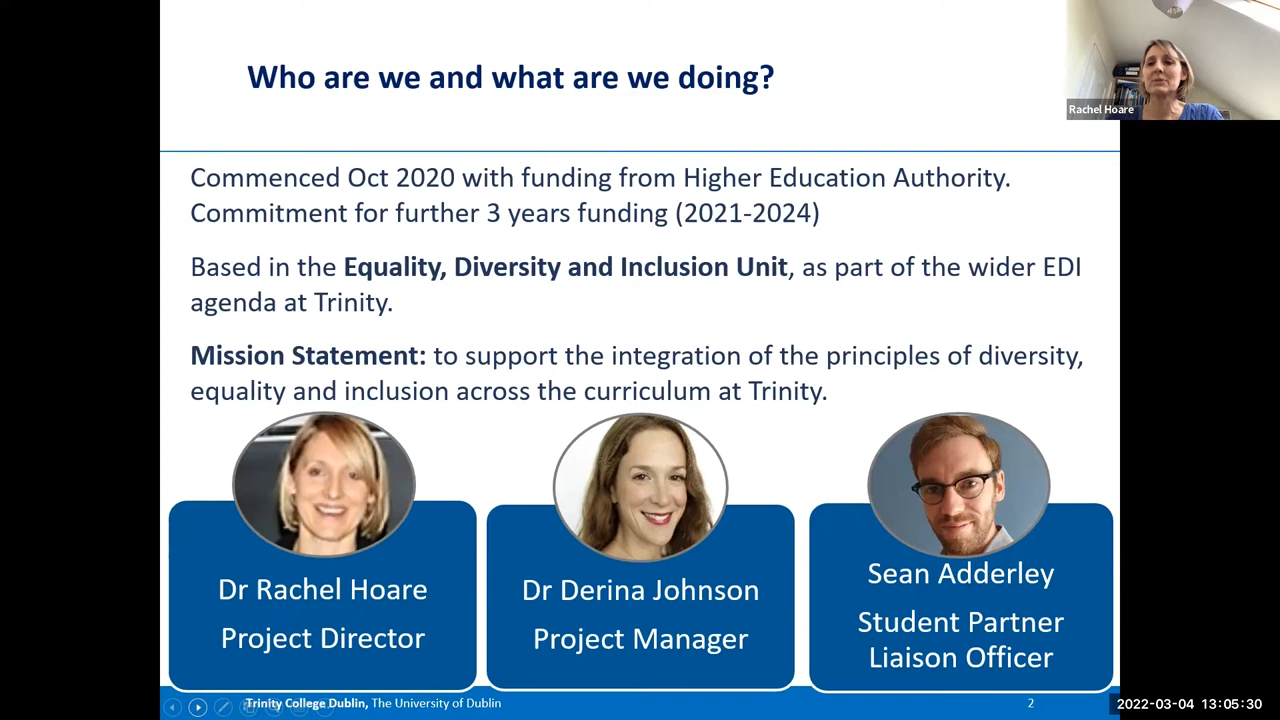 Who are we and what are we doing?
Rachel Hoare
Commenced Oct 2020 with funding from Higher Education Authority.
Commitment for further 3 years funding (2021-2024)
Based in the Equality, Diversity and Inclusion Unit, as part of the wider EDI
agenda at Trinity.
Mission Statement: to support the integration of the principles of diversity,
equality and inclusion across the curriculum at Trinity.
Dr Rachel Hoare
Project Director
Dr Derina Johnson
Project Manager
Sean Adderley
Student Partner
Liaison Officer
Trinity College Dublin, The University of Dublin
2
2022-03-04 13:05:30